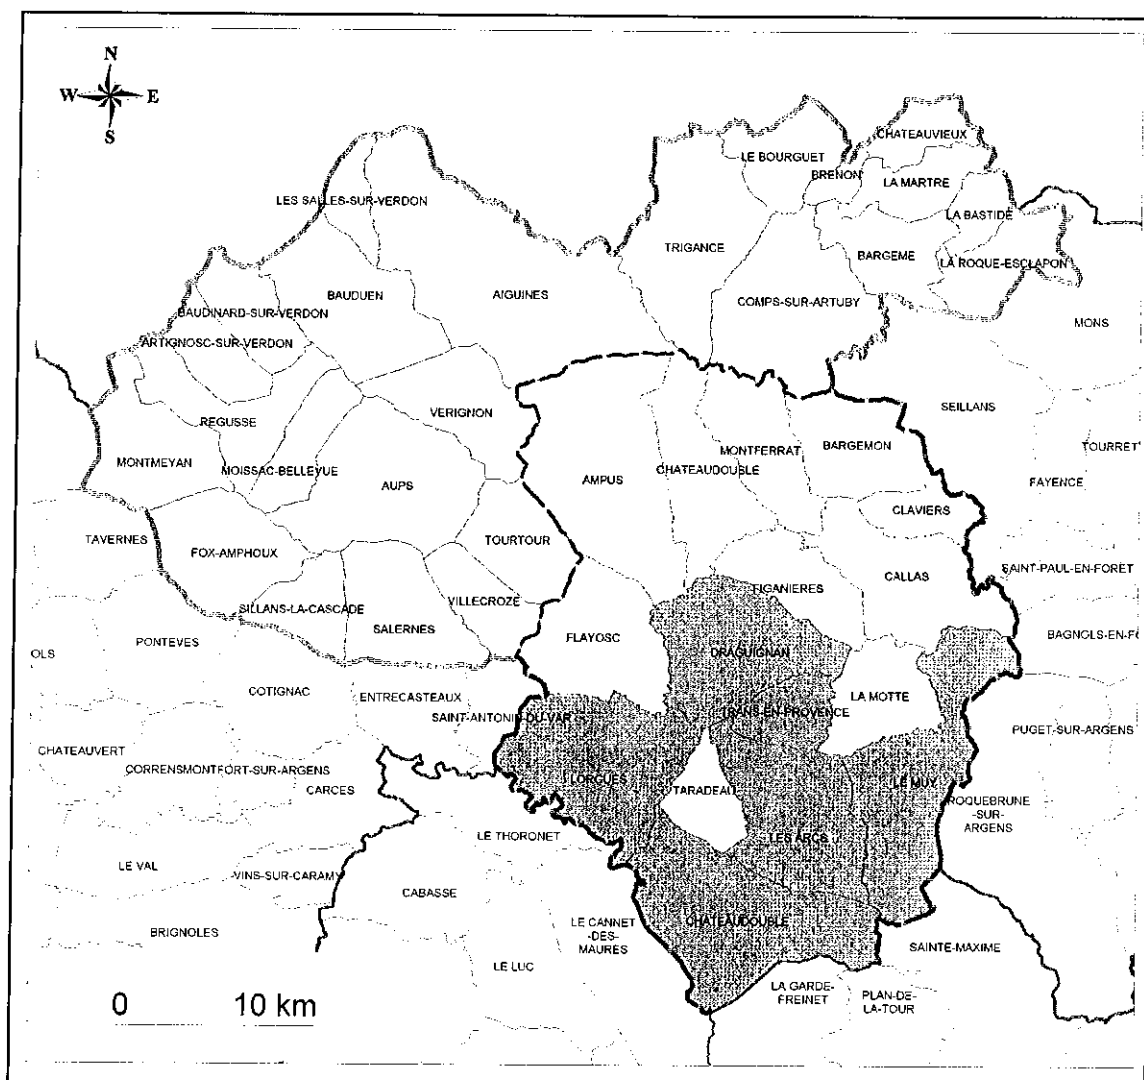 N
W E
S
CHATEAUVIEUX
LE BOURGUET
BRENON
LA MARTRE
LES SALLES-SUR-VERDON
LA BASTIDE
TRIGANCE
BARGEME
LA ROQUE-ESCLAPON
BAUDUEN
AIGUINES
COMPS-SUR-ARTUBY
BAUDINARD-SUR-VERDON
MONS
ARTIGNOSC-SUR-VERDON
VERIGNON
SEILLANS
REGUSSE
MONTFERRAT
BARGEMON
TOURRET
MONTMEYAN
MOISSAC-BELLEVUE
CHATEAUDOUBLE
AUPS
AMPUS
FAYENCE
CLAVIERS
TAVERNES
FOX-AMPHOUX
TOURTOUR
SAINT-PAUL-EN-FORET
CALLAS
FIGANIERES
SILLANS-LA-CASCADE
VILLECROZE
SALERNES
FLAYOSC
BAGNOLS-EN-FO
PONTEVES
OLS
DRAGUIGNAN
COTIGNAC
ENTRECASTEAUX
LA MOTTE
SAINT-ANTONIN-DU-VAR
TRANS-EN-PROVENCE
PUGET-SUR-ARGENS
CHATEAUVERT
CORRENS
MONTFORT-SUR-ARGENS
LORGUES
LE MUY
CARCES
TARADEAU
ROQUEBRUNE
-SUR-
ARGENS
LE THORONET
LES ARCS
LE VAL
VINS-SUR-CARAMY
CABASSE
BRIGNOLES
LE CANNET
-DES-
MAURES
CHATEAUDOUBLE
SAINTE-MAXIME
LE LUC
LA GARDE-
FREINET
PLAN-DE-
LA-TOUR
0 10 km